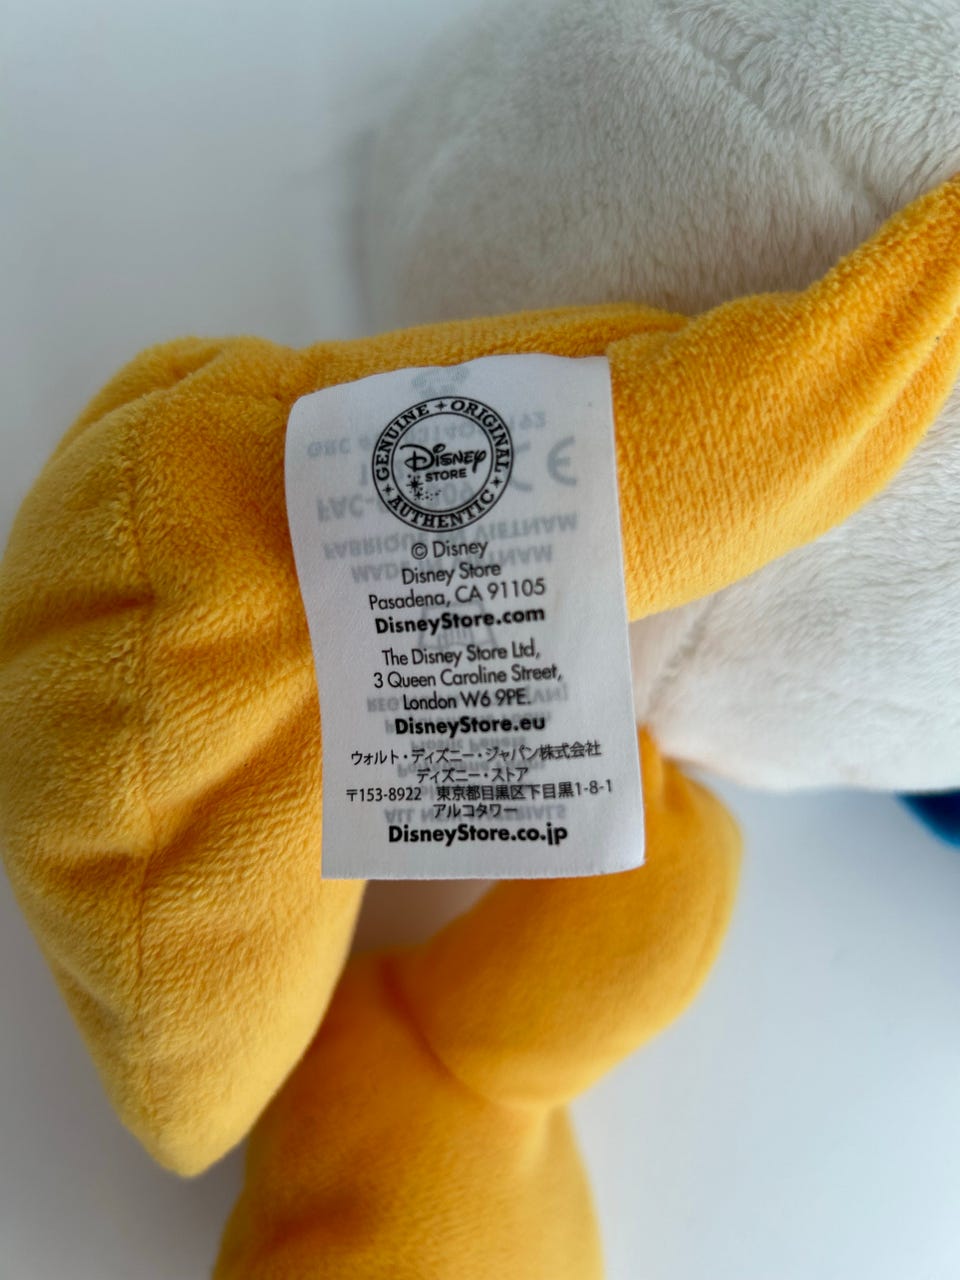 GENUINE ✦ ORIGINAL ✦ AUTHENTIC ✦
Disney
STORE
© Disney
Disney Store
Pasadena, CA 91105
DisneyStore.com
The Disney Store Ltd,
3 Queen Caroline Street,
London W6 9PE.
DisneyStore.eu
ウォルト・ディズニー・ジャパン株式会社
ディズニー・ストア
〒153-8922 東京都目黒区下目黒1-8-1
アルコタワー
DisneyStore.co.jp